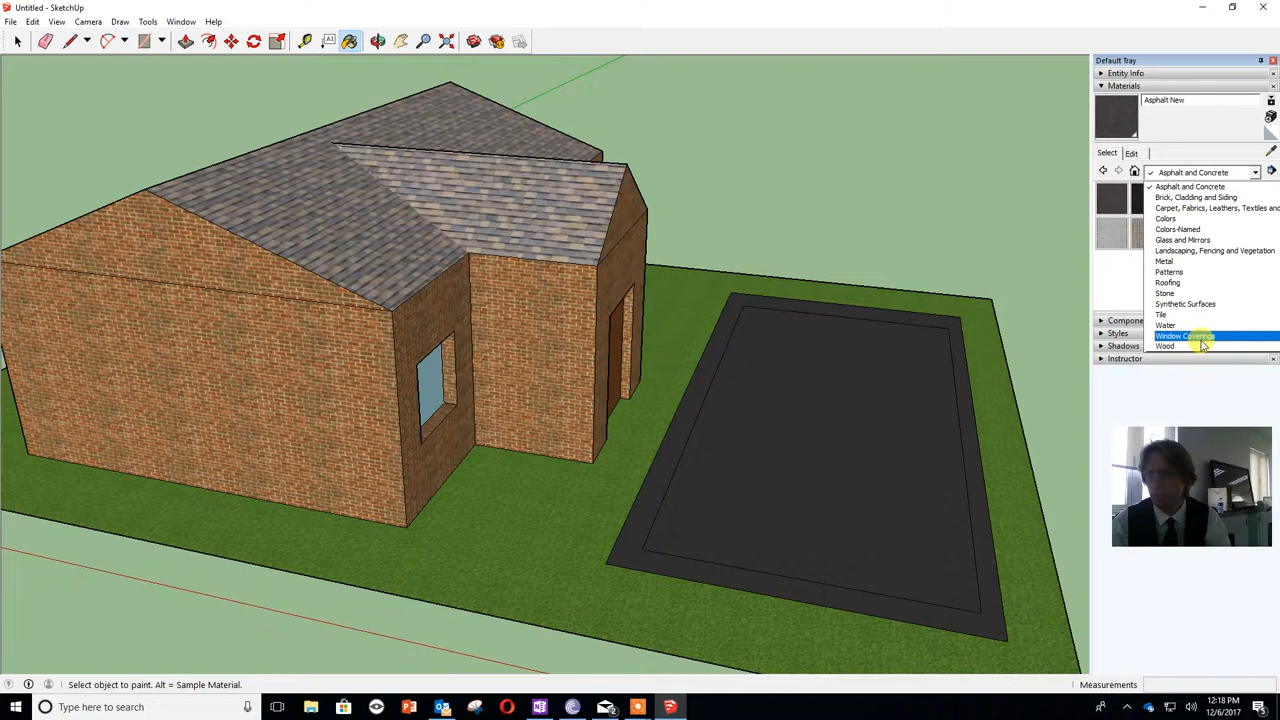 Untitled - SketchUp
File Edit View Camera Draw Tools Window Help
Default Tray
Entity Info
Materials
Asphalt New
Select Edit
Asphalt and Concrete
Asphalt and Concrete
Brick, Cladding and Siding
Carpet, Fabrics, Leathers, Textiles and
Colors
Colors-Named
Glass and Mirrors
Landscaping, Fencing and Vegetation
Metal
Patterns
Roofing
Stone
Synthetic Surfaces
Tile
Water
Window Coverings
Wood
Compone
Styles
Shadows
Instructor
Select object to paint. Alt = Sample Material.
Measurements
Type here to search
12:18 PM
12/6/2017